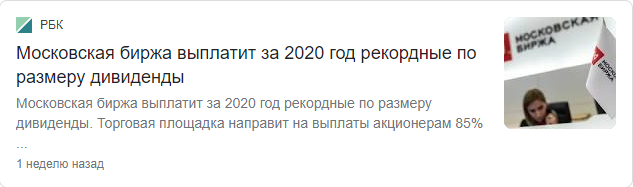 РБК
Московская биржа выплатит за 2020 год рекордные по
размеру дивиденды
Московская биржа выплатит за 2020 год рекордные по размеру
дивиденды. Торговая площадка направит на выплаты акционерам 85%
...
1 неделю назад
МОСКОВСКАЯ
БИРЖА